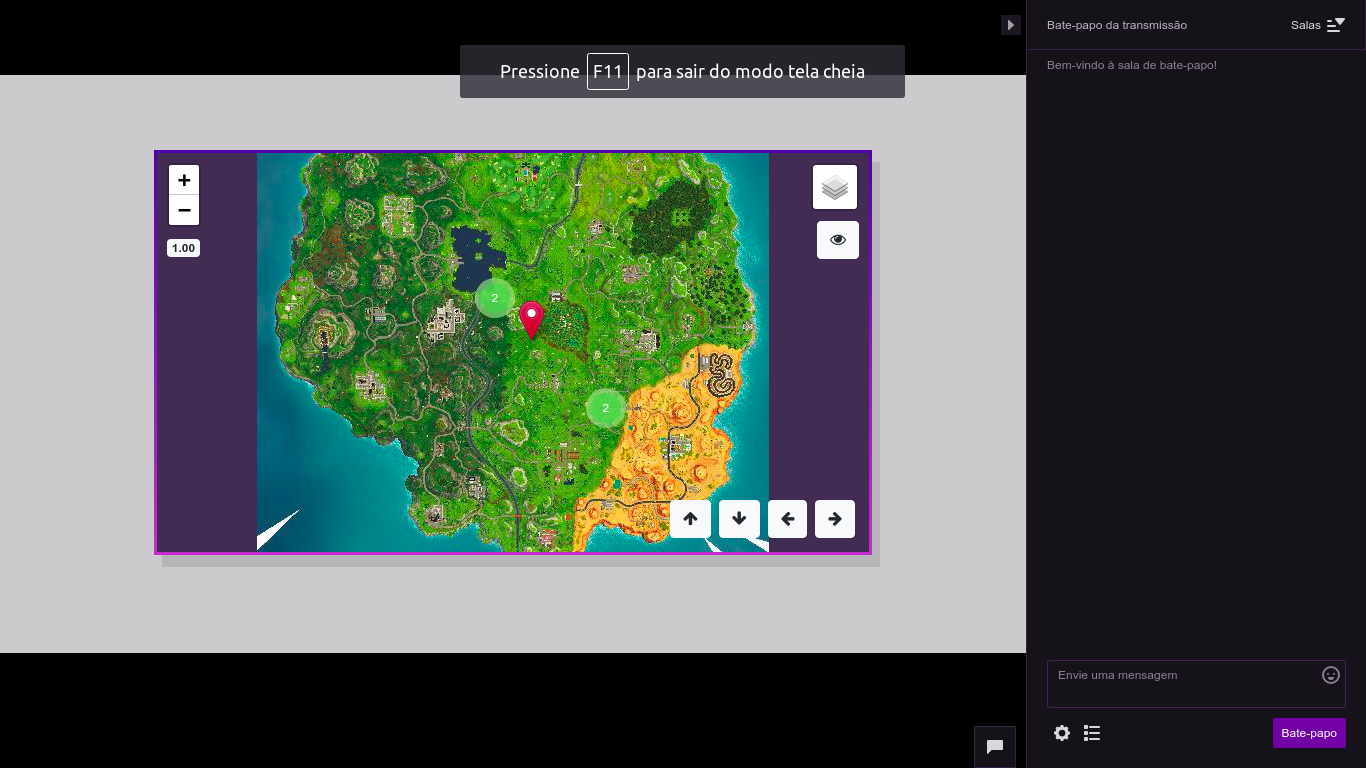 Bate-papo da transmissão
Salas
Bem-vindo à sala de bate-papo!
Pressione F11 para sair do modo tela cheia
+
−
1.00
2
2
Envie uma mensagem
Bate-papo